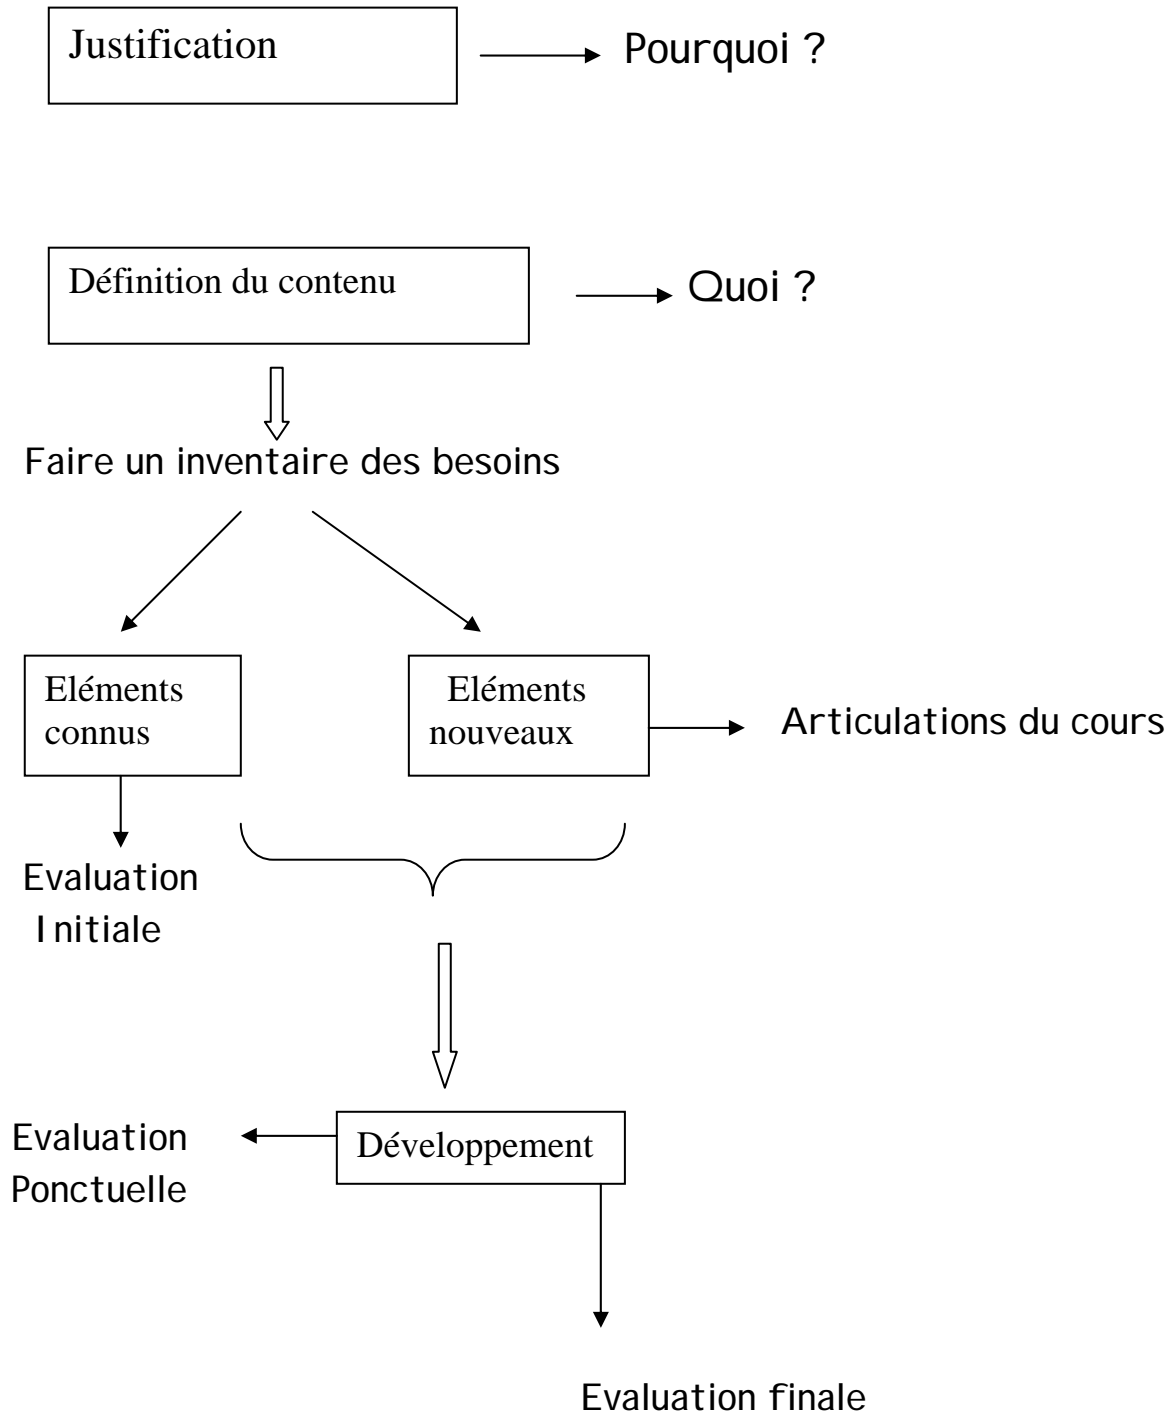 Justification
Pourquoi ?
Définition du contenu
Quoi ?
Faire un inventaire des besoins
Eléments
connus
Eléments
nouveaux
Articulations du cours
Evaluation
Initiale
Evaluation
Ponctuelle
Développement
Evaluation finale